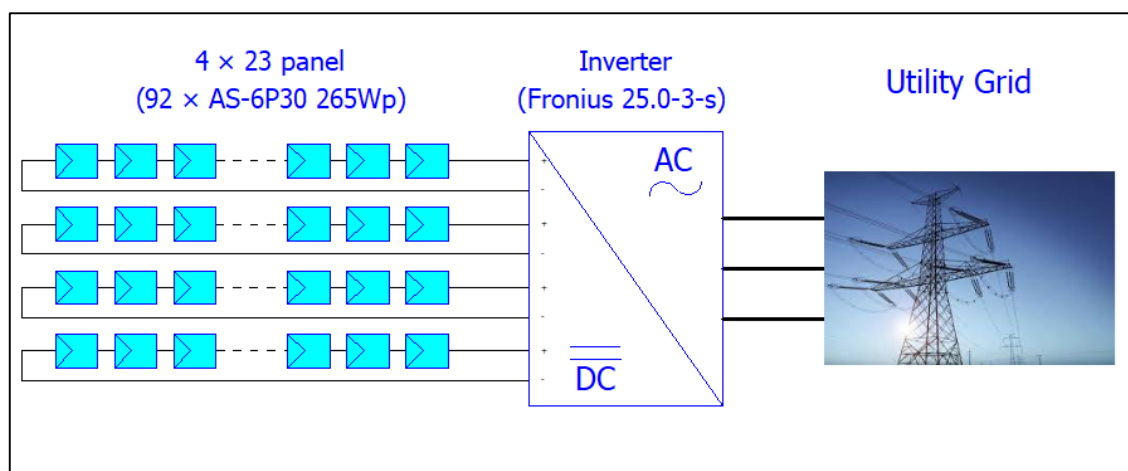 4 × 23 panel
(92 × AS-6P30 265Wp)
Inverter
(Fronius 25.0-3-s)
Utility Grid
AC
+
-
+
-
+
-
+
-
DC